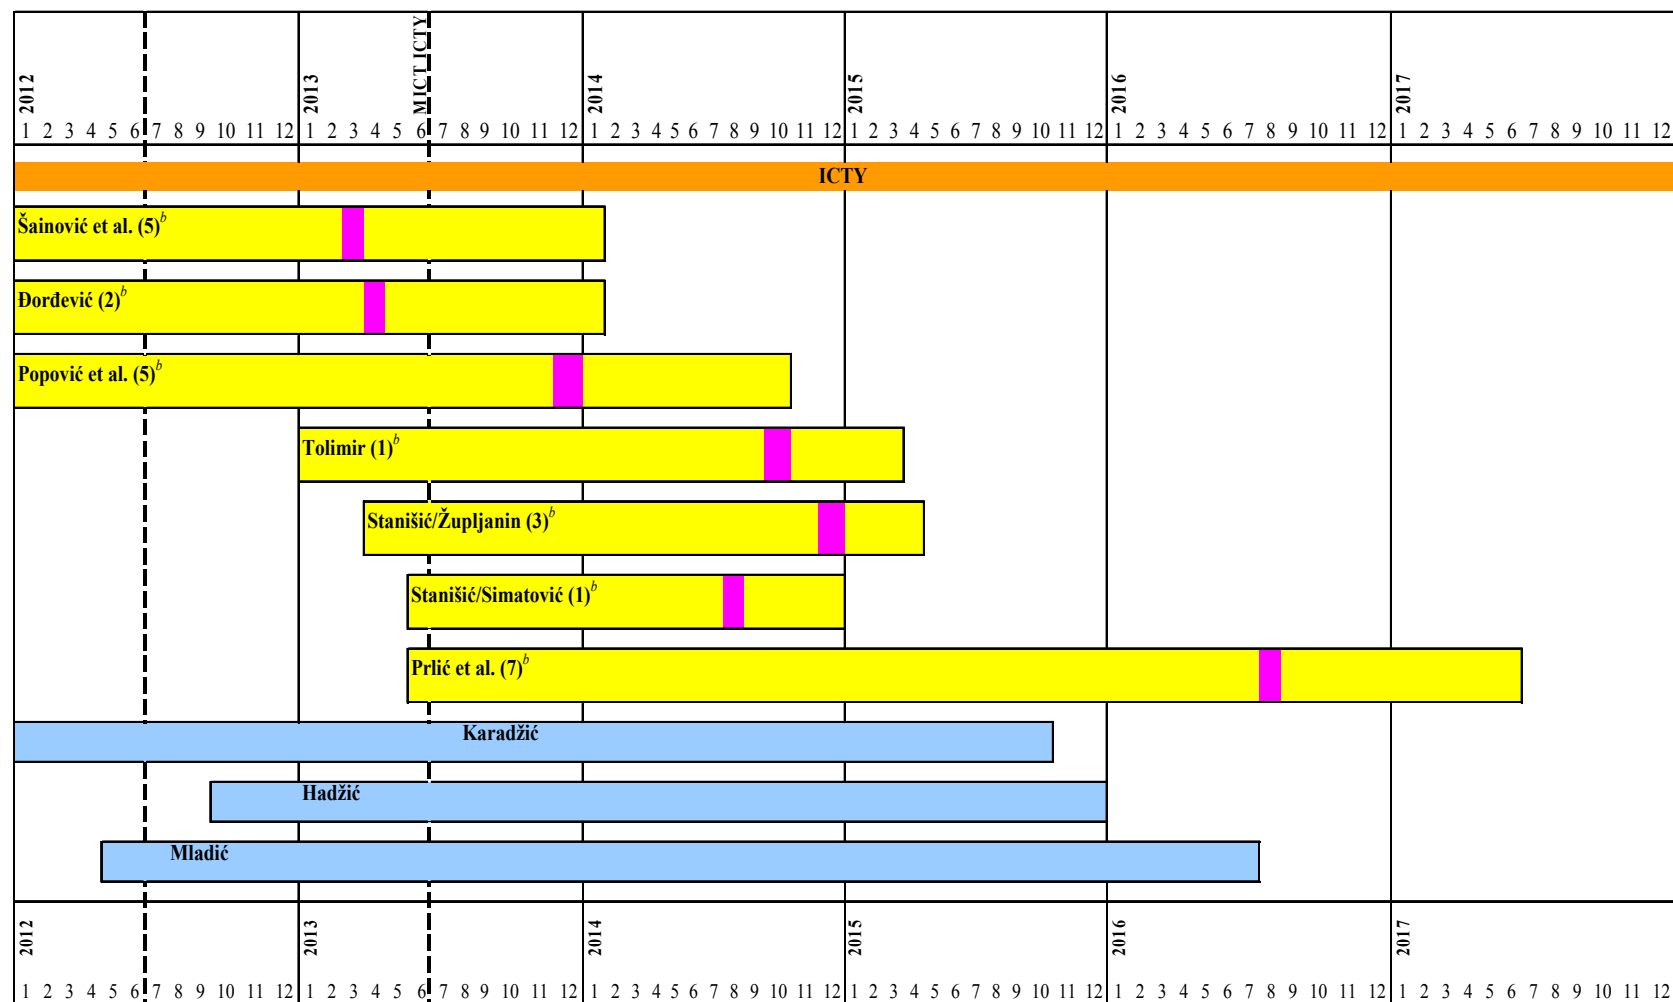 2012 2013 MICT ICTY 2014 2015 2016 2017
1 2 3 4 5 6 7 8 9 10 11 12 1 2 3 4 5 6 7 8 9 10 11 12 1 2 3 4 5 6 7 8 9 10 11 12 1 2 3 4 5 6 7 8 9 10 11 12 1 2 3 4 5 6 7 8 9 10 11 12 1 2 3 4 5 6 7 8 9 10 11 12
ICTY
Šainović et al. (5)b
Đorđević (2)b
Popović et al. (5)b
Tolimir (1)b
Stanišić/Župljanin (3)b
Stanišić/Simatović (1)b
Prlić et al. (7)b
Karadžić
Hadžić
Mladić
2012 2013 2014 2015 2016 2017
1 2 3 4 5 6 7 8 9 10 11 12 1 2 3 4 5 6 7 8 9 10 11 12 1 2 3 4 5 6 7 8 9 10 11 12 1 2 3 4 5 6 7 8 9 10 11 12 1 2 3 4 5 6 7 8 9 10 11 12 1 2 3 4 5 6 7 8 9 10 11 12